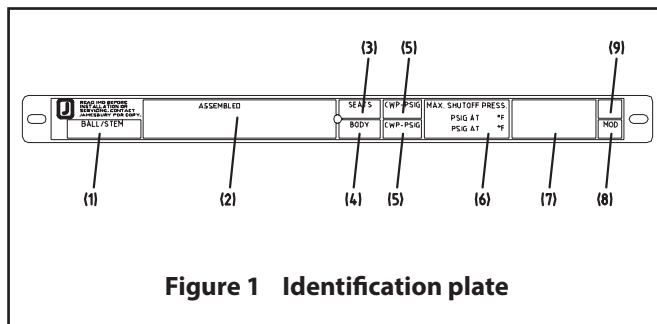 (3)
(5)
(9)
J
READ IMO BEFORE
INSTALLATION OR
SERVICING. CONTACT
JAMESBURY FOR COPY.
BALL/STEM
ASSEMBLED
SEATS
BODY
CWP-PSIG
CWP-PSIG
MAX. SHUTOFF PRESS.
PSIG AT °F
PSIG AT °F
MOD
(1)
(2)
(4)
(5)
(6)
(7)
(8)
Figure 1 Identification plate